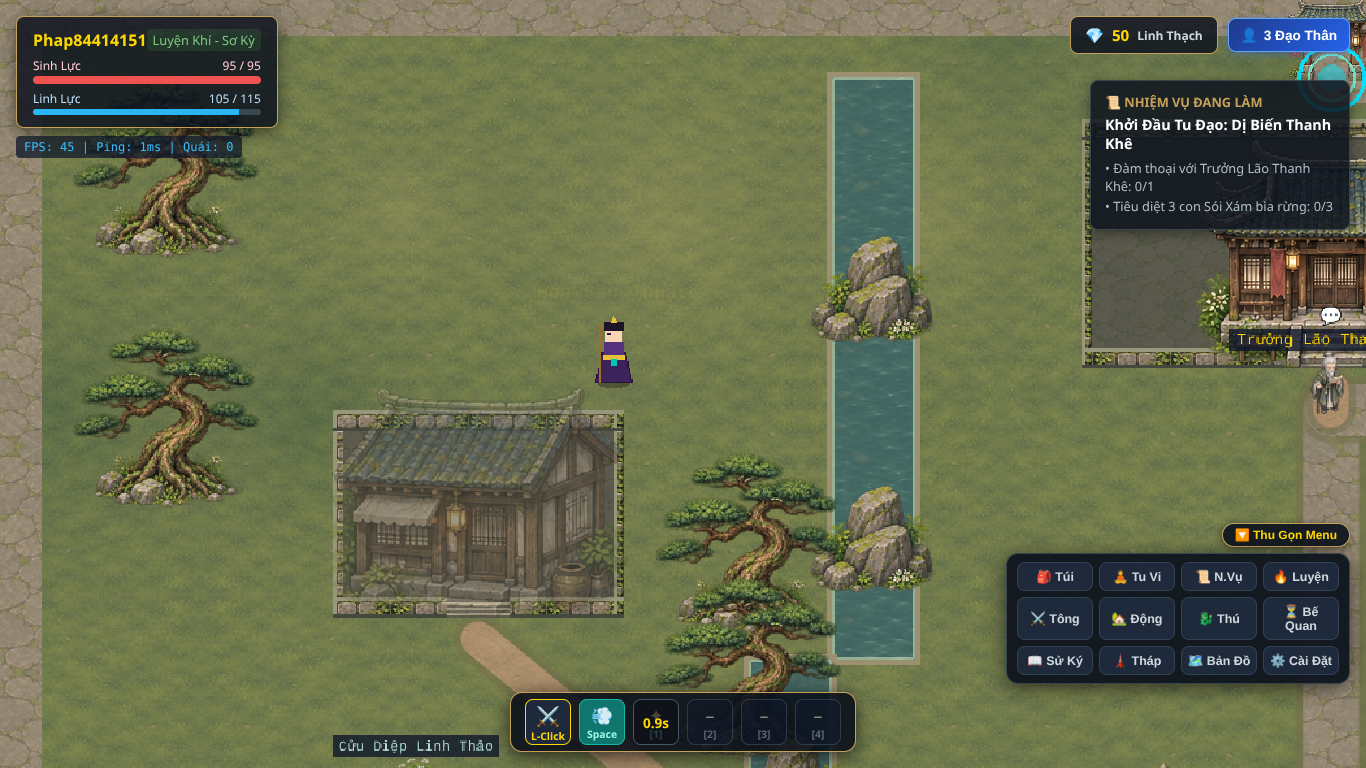 Phap84414151 Luyện Khí - Sơ Kỳ
Sinh Lực 95 / 95
Linh Lực 105 / 115
FPS: 45 | Ping: 1ms | Quái: 0
50 Linh Thạch
3 Đạo Thân
NHIỆM VỤ ĐANG LÀM
Khởi Đầu Tu Đạo: Dị Biến Thanh
Khê
• Đàm thoại với Trưởng Lão Thanh
Khê: 0/1
• Tiêu diệt 3 con Sói Xám bìa rừng: 0/3
Trưởng Lão Tha
Thu Gọn Menu
Túi Tu Vi N.Vụ Luyện
Tông Động Thú Bế
Quan
Sử Ký Tháp Bản Đồ Cài Đặt
L-Click Space 0.9s
[1] [2] [3] [4]
Cửu Diệp Linh Thảo